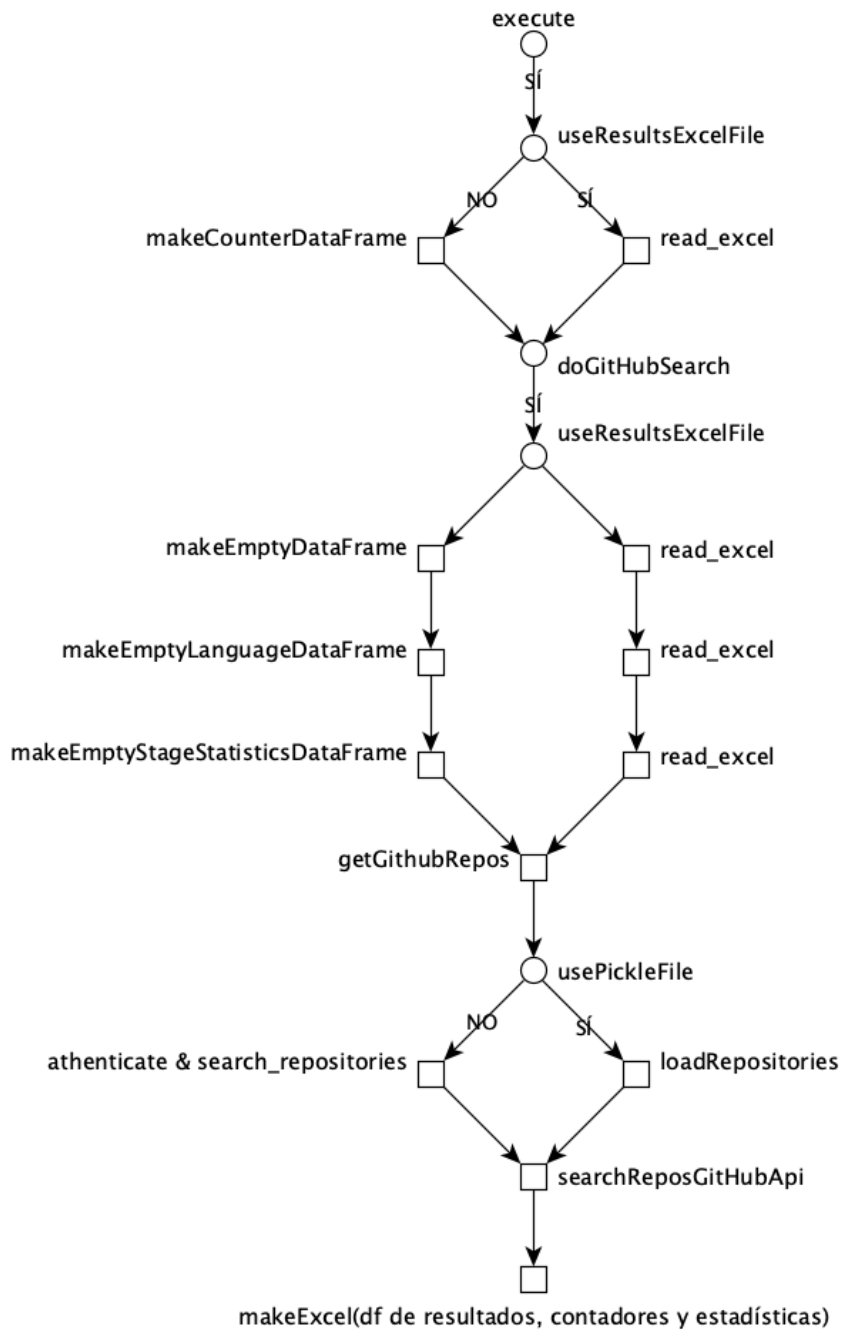 execute
SÍ
useResultsExcelFile
NO
SÍ
makeCounterDataFrame
read_excel
doGitHubSearch
SÍ
useResultsExcelFile
makeEmptyDataFrame
read_excel
makeEmptyLanguageDataFrame
read_excel
makeEmptyStageStatisticsDataFrame
read_excel
getGithubRepos
usePickleFile
NO
SÍ
athenticate & search_repositories
loadRepositories
searchReposGitHubApi
makeExcel(df de resultados, contadores y estadísticas)